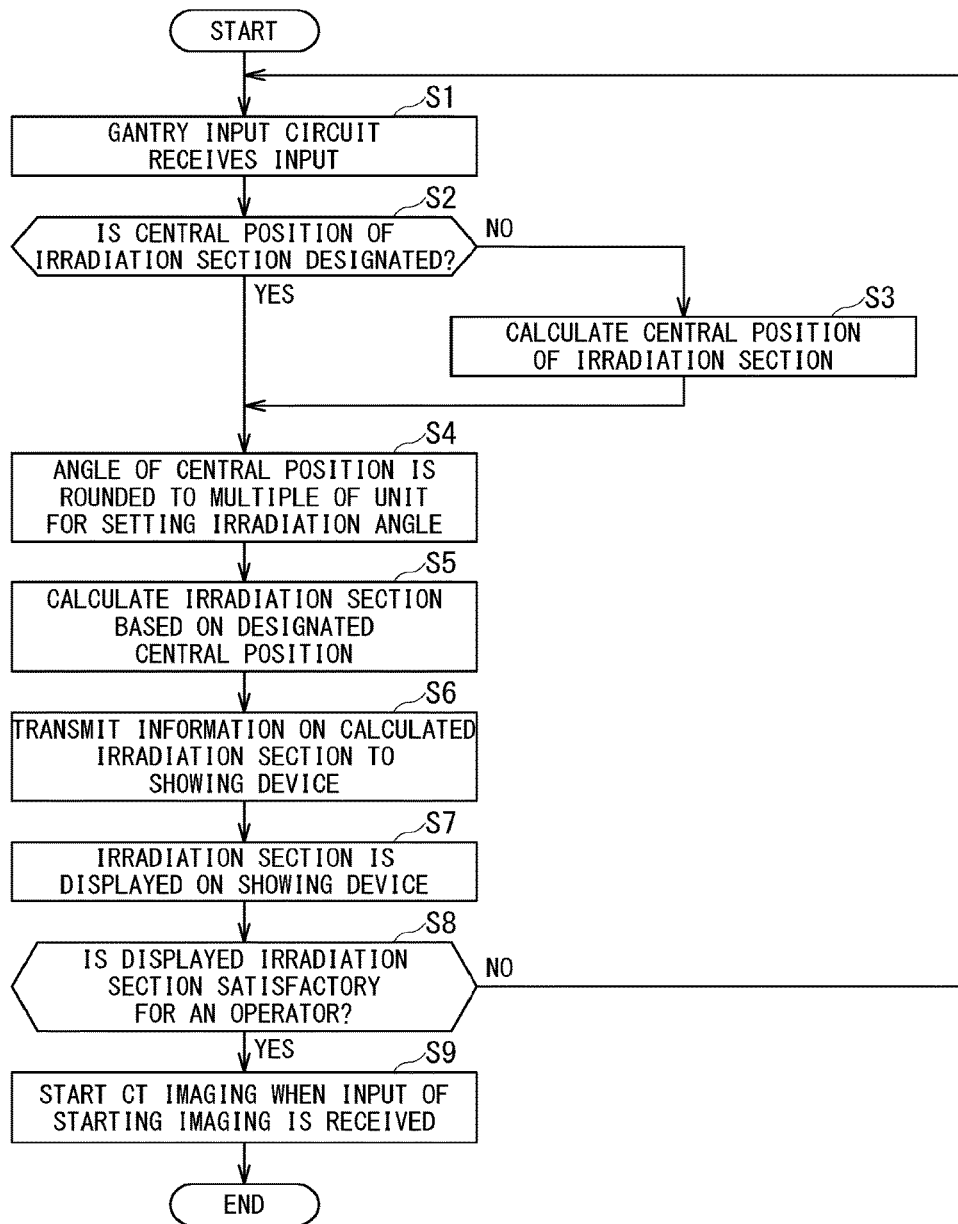 START
S1
GANTRY INPUT CIRCUIT
RECEIVES INPUT
S2
IS CENTRAL POSITION OF
IRRADIATION SECTION DESIGNATED?
NO
YES
S3
CALCULATE CENTRAL POSITION
OF IRRADIATION SECTION
S4
ANGLE OF CENTRAL POSITION IS
ROUNDED TO MULTIPLE OF UNIT
FOR SETTING IRRADIATION ANGLE
S5
CALCULATE IRRADIATION SECTION
BASED ON DESIGNATED
CENTRAL POSITION
S6
TRANSMIT INFORMATION ON CALCULATED
IRRADIATION SECTION TO
SHOWING DEVICE
S7
IRRADIATION SECTION IS
DISPLAYED ON SHOWING DEVICE
S8
IS DISPLAYED IRRADIATION
SECTION SATISFACTORY
FOR AN OPERATOR?
NO
YES
S9
START CT IMAGING WHEN INPUT OF
STARTING IMAGING IS RECEIVED
END